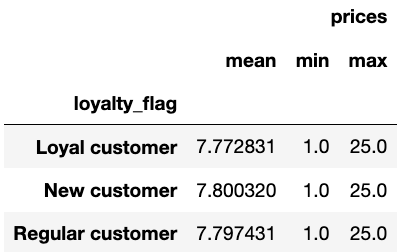 prices
mean min max
loyalty_flag
Loyal customer 7.772831 1.0 25.0
New customer 7.800320 1.0 25.0
Regular customer 7.797431 1.0 25.0